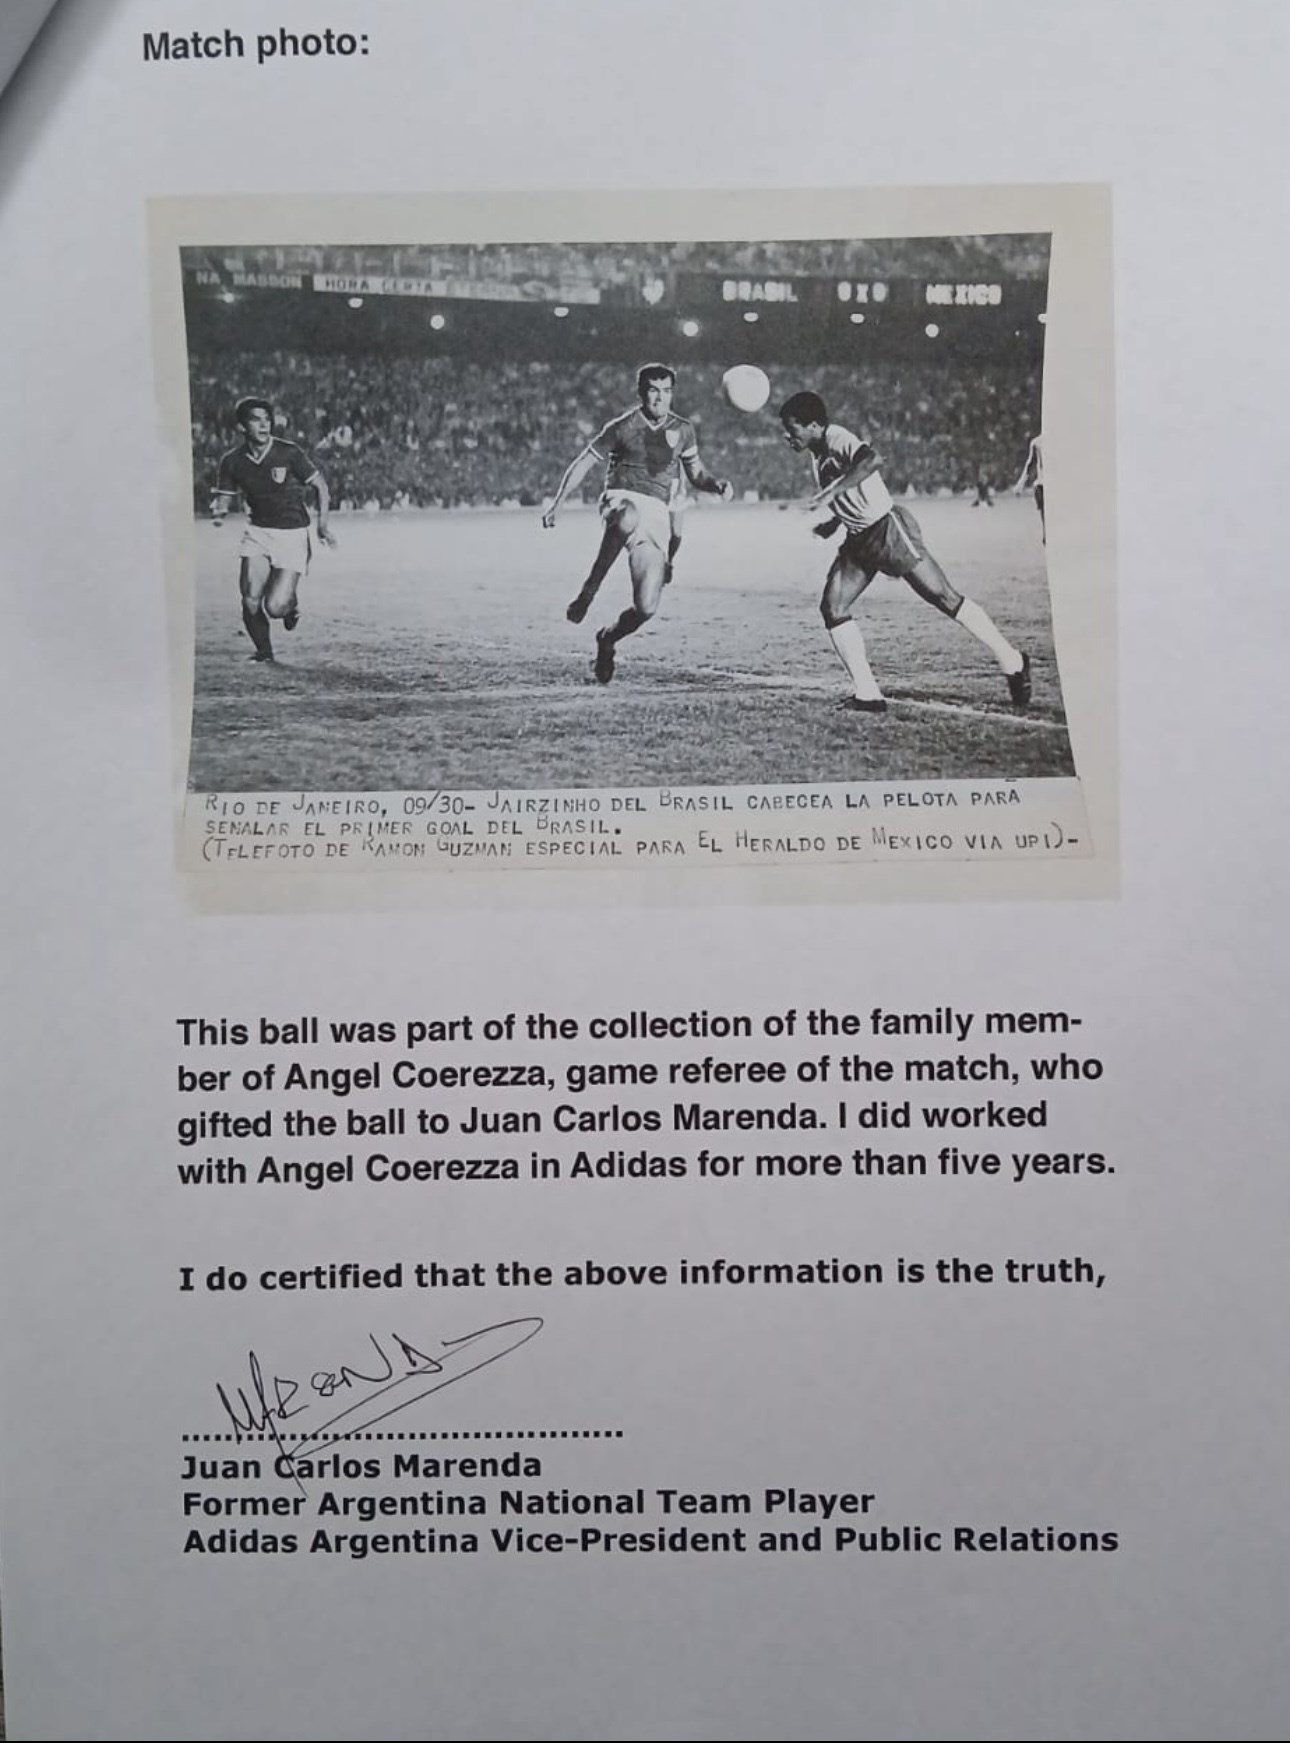 Match photo:
NA MASSON HORA CERTA
BRASIL 0X0 MEXICO
RIO DE JANEIRO, 09/30- JAIRZINHO DEL BRASIL CABECEA LA PELOTA PARA
SENALAR EL PRIMER GOAL DEL BRASIL.
(TELEFOTO DE RAMON GUZMAN ESPECIAL PARA EL HERALDO DE MEXICO VIA UPI)-
This ball was part of the collection of the family mem-
ber of Angel Coerezza, game referee of the match, who
gifted the ball to Juan Carlos Marenda. I did worked
with Angel Coerezza in Adidas for more than five years.
I do certified that the above information is the truth,
Juan Carlos Marenda
Former Argentina National Team Player
Adidas Argentina Vice-President and Public Relations